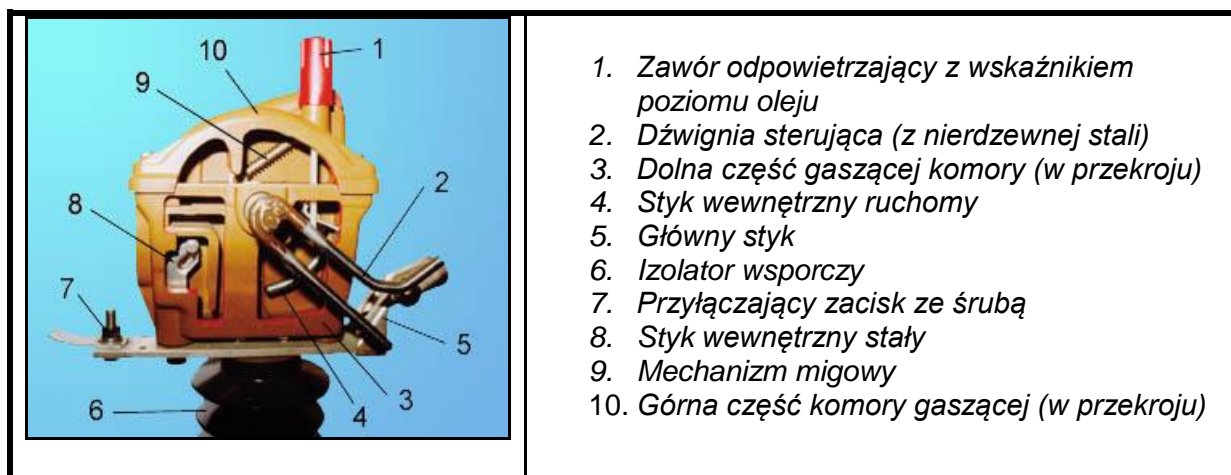 10
1
9
2
8
7
5
3
6
4
1. Zawór odpowietrzający z wskaźnikiem
poziomu oleju
2. Dźwignia sterująca (z nierdzewnej stali)
3. Dolna część gaszącej komory (w przekroju)
4. Styk wewnętrzny ruchomy
5. Główny styk
6. Izolator wsporczy
7. Przyłączający zacisk ze śrubą
8. Styk wewnętrzny stały
9. Mechanizm migowy
10. Górna część komory gaszącej (w przekroju)